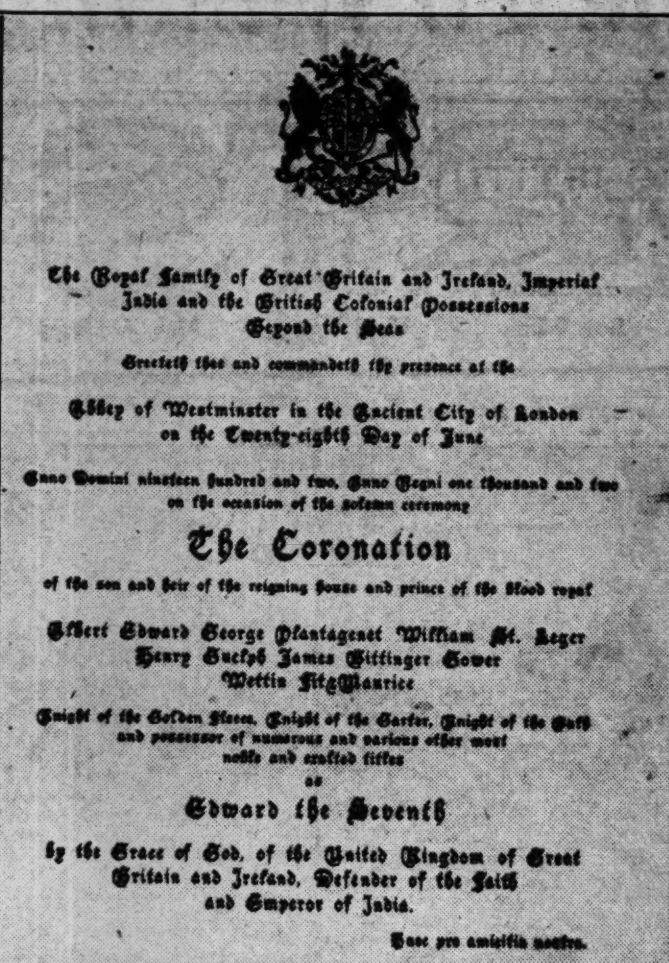 The Royal Family of Great Britain and Ireland, Imperial
India and the British Colonial Possessions
Beyond the Seas
Greeteth thee and commandeth thy presence at the
Abbey of Westminster in the Ancient City of London
on the Twenty-eighth Day of June
Anno Domini nineteen hundred and two, Anno Regni one thousand and two
on the occasion of the solemn ceremony
The Coronation
of the son and heir of the reigning house and prince of the blood royal
Albert Edward George Plantagenet William St. Leger
Henry Guelph James Bittinger Gower
Wettin FitzMaurice
Knight of the Golden Fleece, Knight of the Garter, Knight of the Bath
and possessor of numerous and various other most
noble and exalted titles
as
Edward the Seventh
by the Grace of God, of the United Kingdom of Great
Britain and Ireland, Defender of the Faith
and Emperor of India.
Haec pro amicitia nostra.